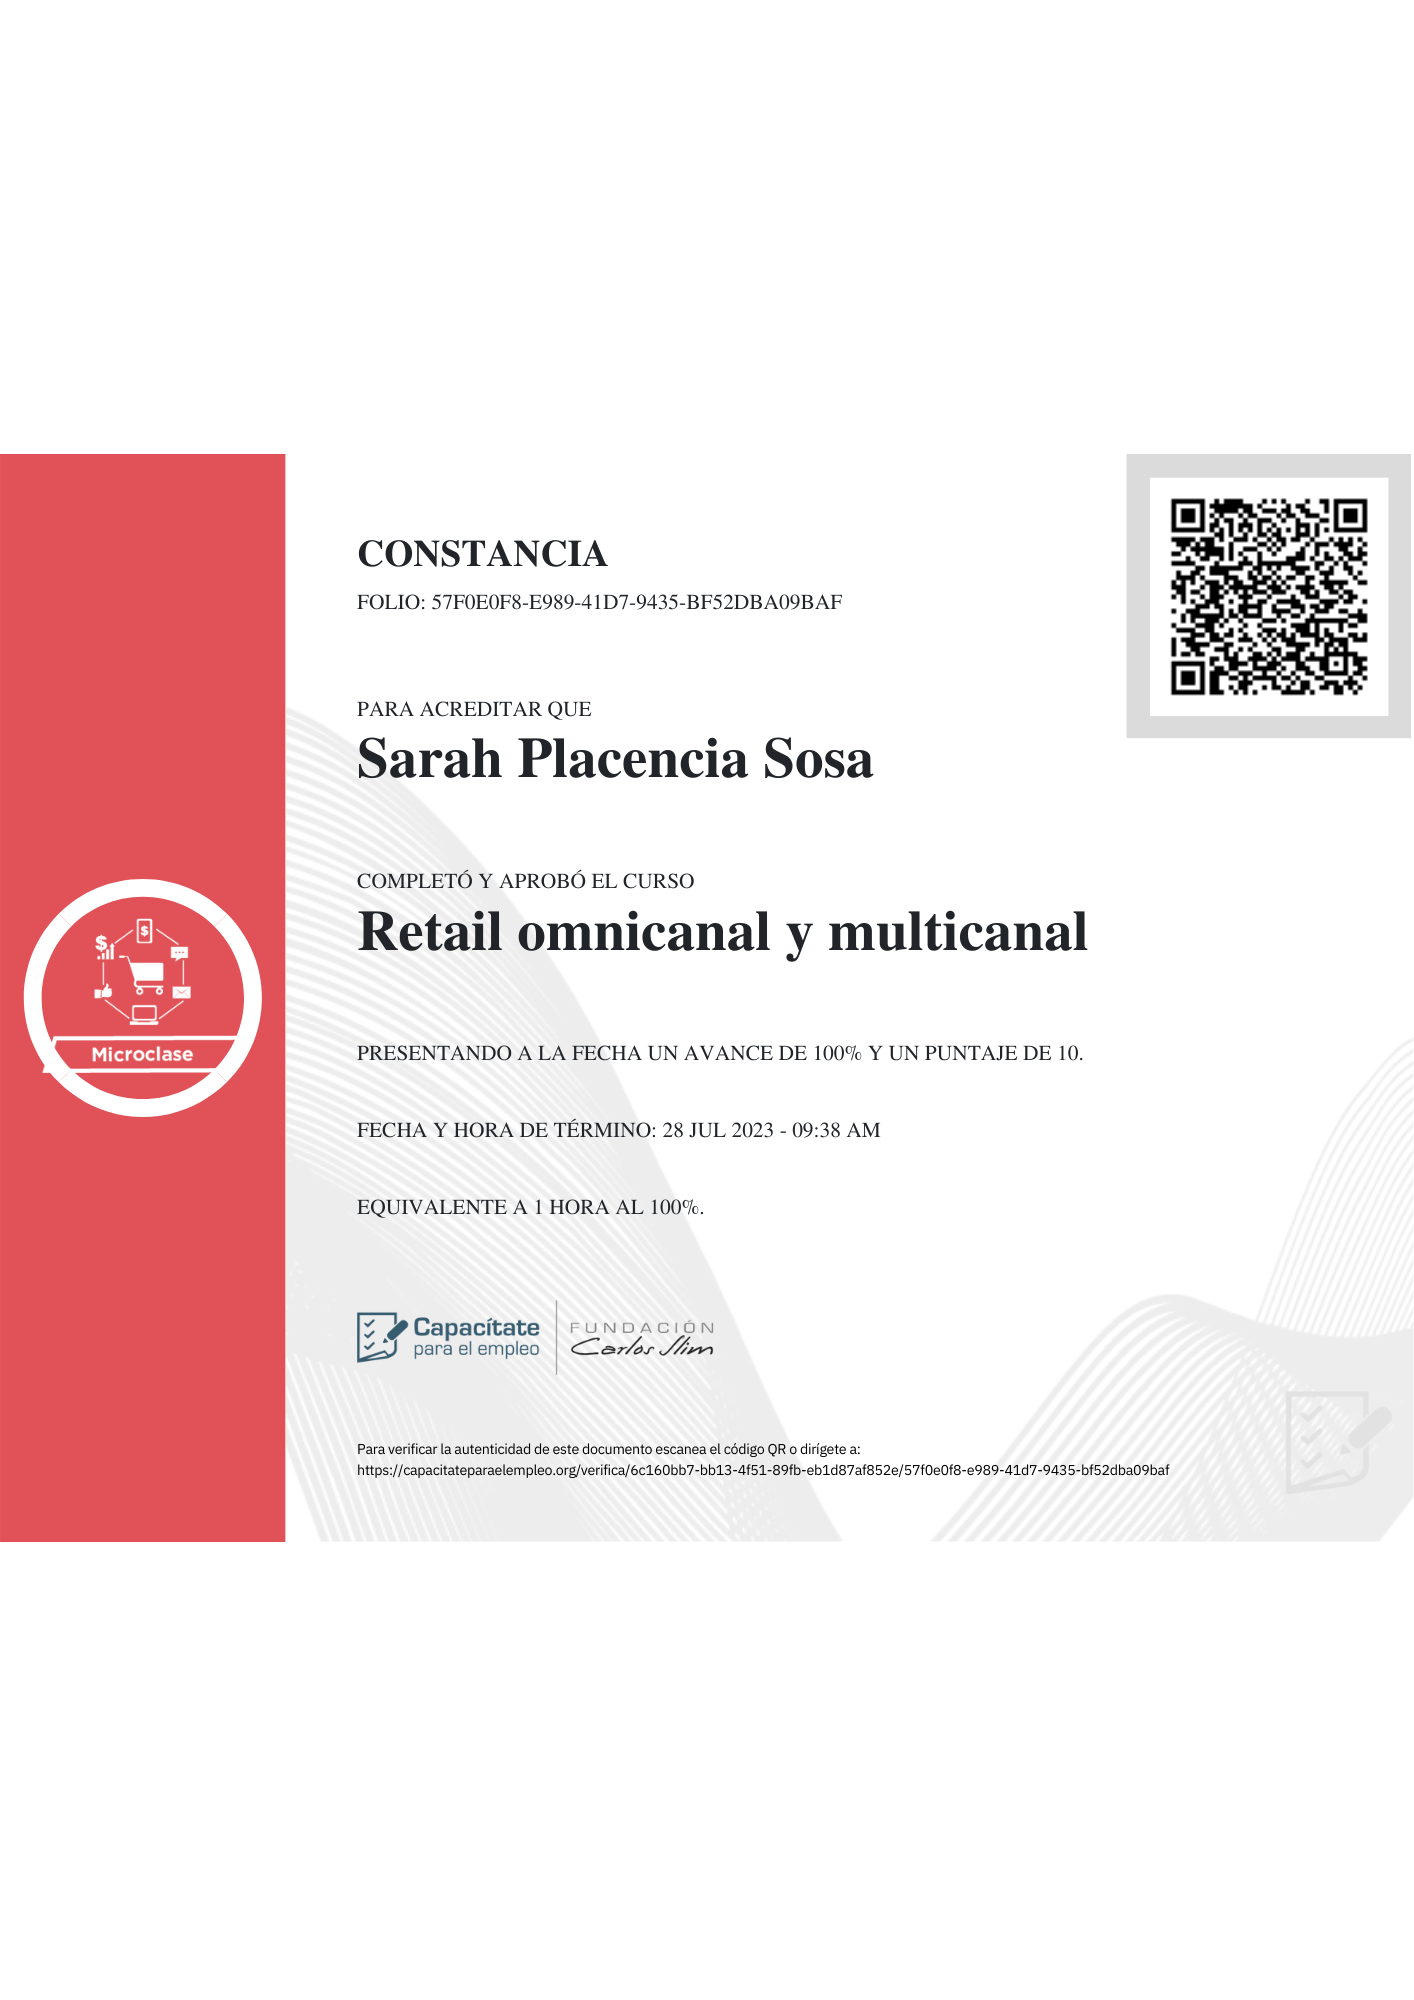 CONSTANCIA
FOLIO: 57F0E0F8-E989-41D7-9435-BF52DBA09BAF
PARA ACREDITAR QUE
Sarah Placencia Sosa
COMPLETÓ Y APROBÓ EL CURSO
Retail omnicanal y multicanal
Microclase
PRESENTANDO A LA FECHA UN AVANCE DE 100% Y UN PUNTAJE DE 10.
FECHA Y HORA DE TÉRMINO: 28 JUL 2023 - 09:38 AM
EQUIVALENTE A 1 HORA AL 100%.
Capacítate
para el empleo
FUNDACIÓN
Carlos Slim
Para verificar la autenticidad de este documento escanea el código QR o dirígete a:
https://capacitateparaelempleo.org/verifica/6c160bb7-bb13-4f51-89fb-eb1d87af852e/57f0e0f8-e989-41d7-9435-bf52dba09baf